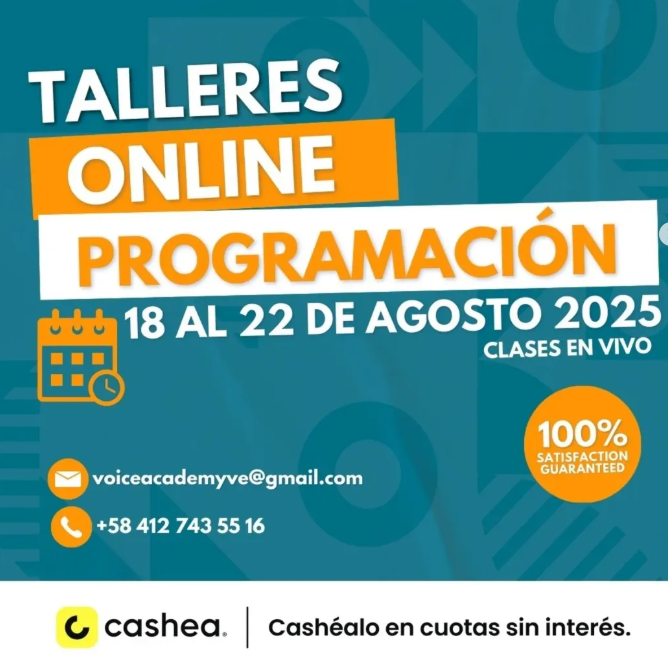 TALLERES
ONLINE
PROGRAMACIÓN
18 AL 22 DE AGOSTO 2025
CLASES EN VIVO
100%
SATISFACTION
GUARANTEED
voiceacademyve@gmail.com
+58 412 743 55 16
cashea. | Cashéalo en cuotas sin interés.